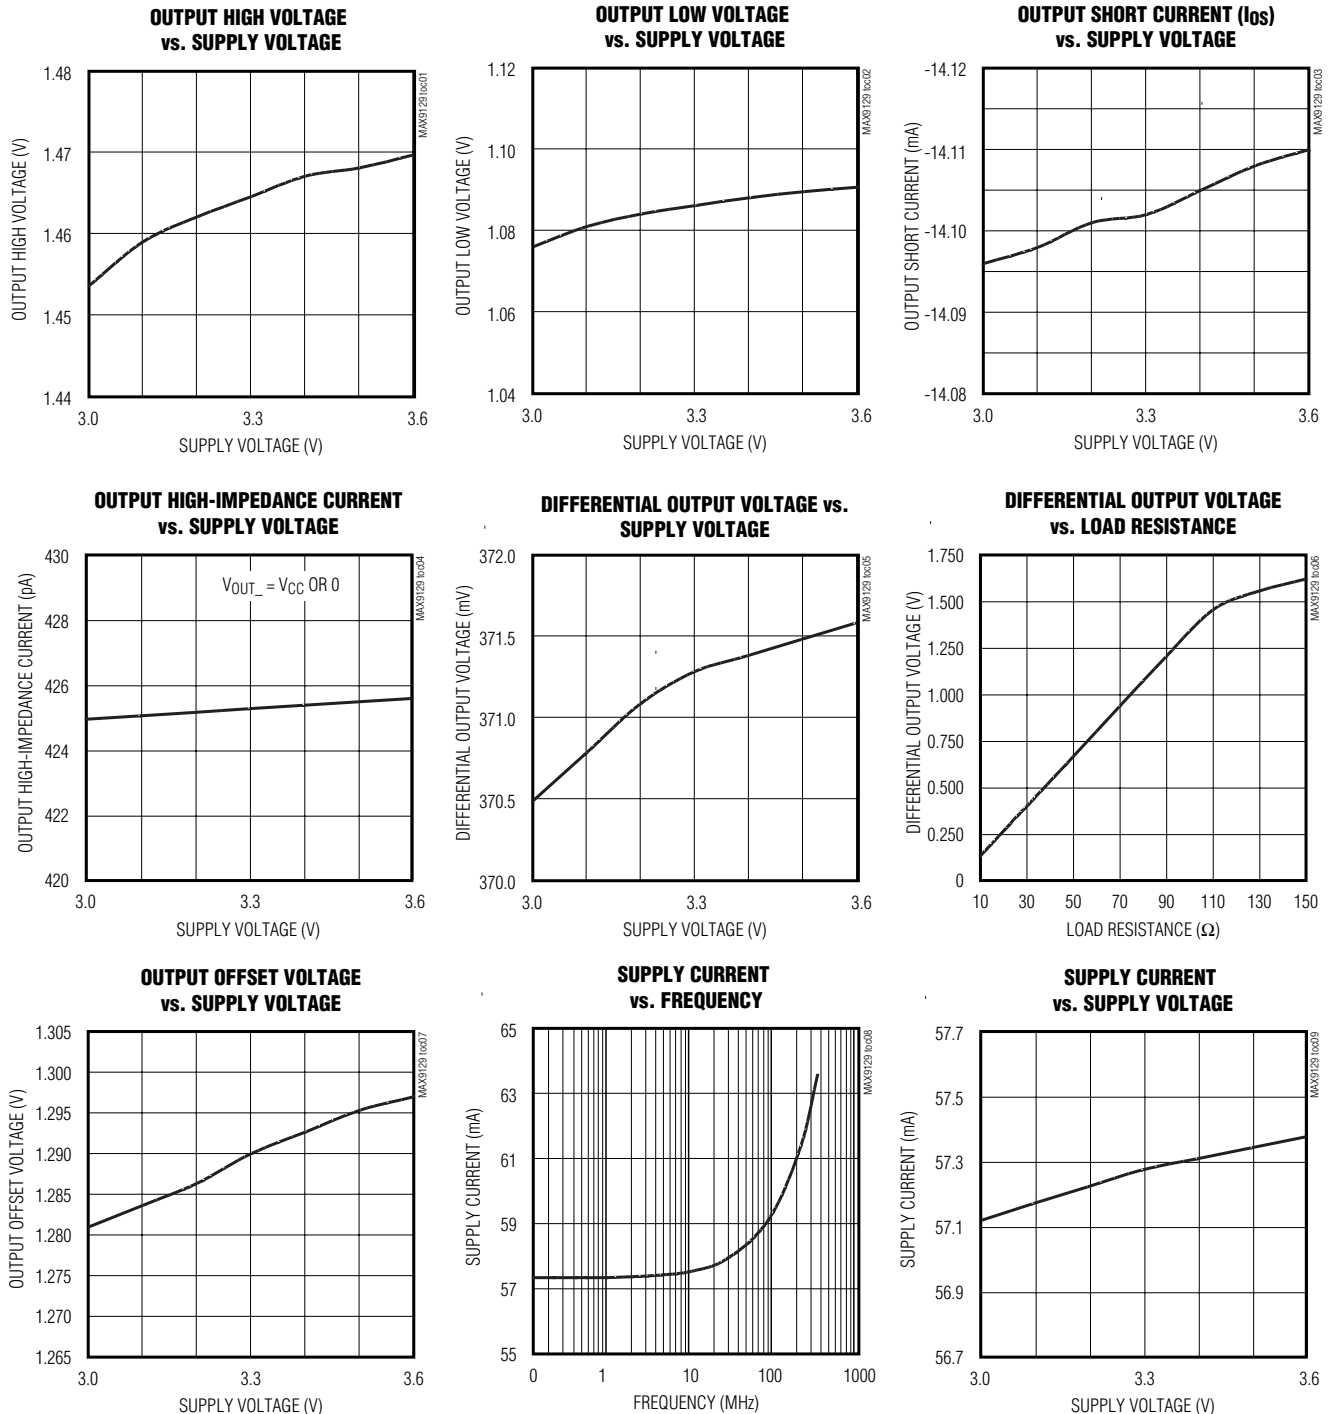 OUTPUT HIGH VOLTAGE
vs. SUPPLY VOLTAGE
1.48
1.47
1.46
1.45
1.44
OUTPUT HIGH VOLTAGE (V)
MAX9129 toc01
3.0
3.3
3.6
SUPPLY VOLTAGE (V)
OUTPUT LOW VOLTAGE
vs. SUPPLY VOLTAGE
1.12
1.10
1.08
1.06
1.04
OUTPUT LOW VOLTAGE (V)
MAX9129 toc02
3.0
3.3
3.6
SUPPLY VOLTAGE (V)
OUTPUT SHORT CURRENT (IOS)
vs. SUPPLY VOLTAGE
-14.12
-14.11
-14.10
-14.09
-14.08
OUTPUT SHORT CURRENT (mA)
MAX9129 toc03
3.0
3.3
3.6
SUPPLY VOLTAGE (V)
OUTPUT HIGH-IMPEDANCE CURRENT
vs. SUPPLY VOLTAGE
430
428
426
424
422
420
OUTPUT HIGH-IMPEDANCE CURRENT (pA)
VOUT_ = VCC OR 0
MAX9129 toc04
3.0
3.3
3.6
SUPPLY VOLTAGE (V)
DIFFERENTIAL OUTPUT VOLTAGE vs.
SUPPLY VOLTAGE
372.0
371.5
371.0
370.5
370.0
DIFFERENTIAL OUTPUT VOLTAGE (mV)
MAX9129 toc05
3.0
3.3
3.6
SUPPLY VOLTAGE (V)
DIFFERENTIAL OUTPUT VOLTAGE
vs. LOAD RESISTANCE
1.750
1.500
1.250
1.000
0.750
0.500
0.250
0
DIFFERENTIAL OUTPUT VOLTAGE (V)
MAX9129 toc06
10
30
50
70
90
110
130
150
LOAD RESISTANCE (Ω)
OUTPUT OFFSET VOLTAGE
vs. SUPPLY VOLTAGE
1.305
1.300
1.295
1.290
1.285
1.280
1.275
1.270
1.265
OUTPUT OFFSET VOLTAGE (V)
MAX9129 toc07
3.0
3.3
3.6
SUPPLY VOLTAGE (V)
SUPPLY CURRENT
vs. FREQUENCY
65
63
61
59
57
55
SUPPLY CURRENT (mA)
MAX9129 toc08
0
1
10
100
1000
FREQUENCY (MHz)
SUPPLY CURRENT
vs. SUPPLY VOLTAGE
57.7
57.5
57.3
57.1
56.9
56.7
SUPPLY CURRENT (mA)
MAX9129 toc09
3.0
3.3
3.6
SUPPLY VOLTAGE (V)